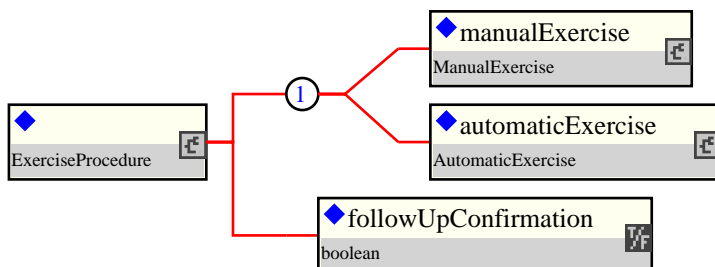 manualExercise
ManualExercise
1
automaticExercise
AutomaticExercise
ExerciseProcedure
followUpConfirmation
T/F
boolean